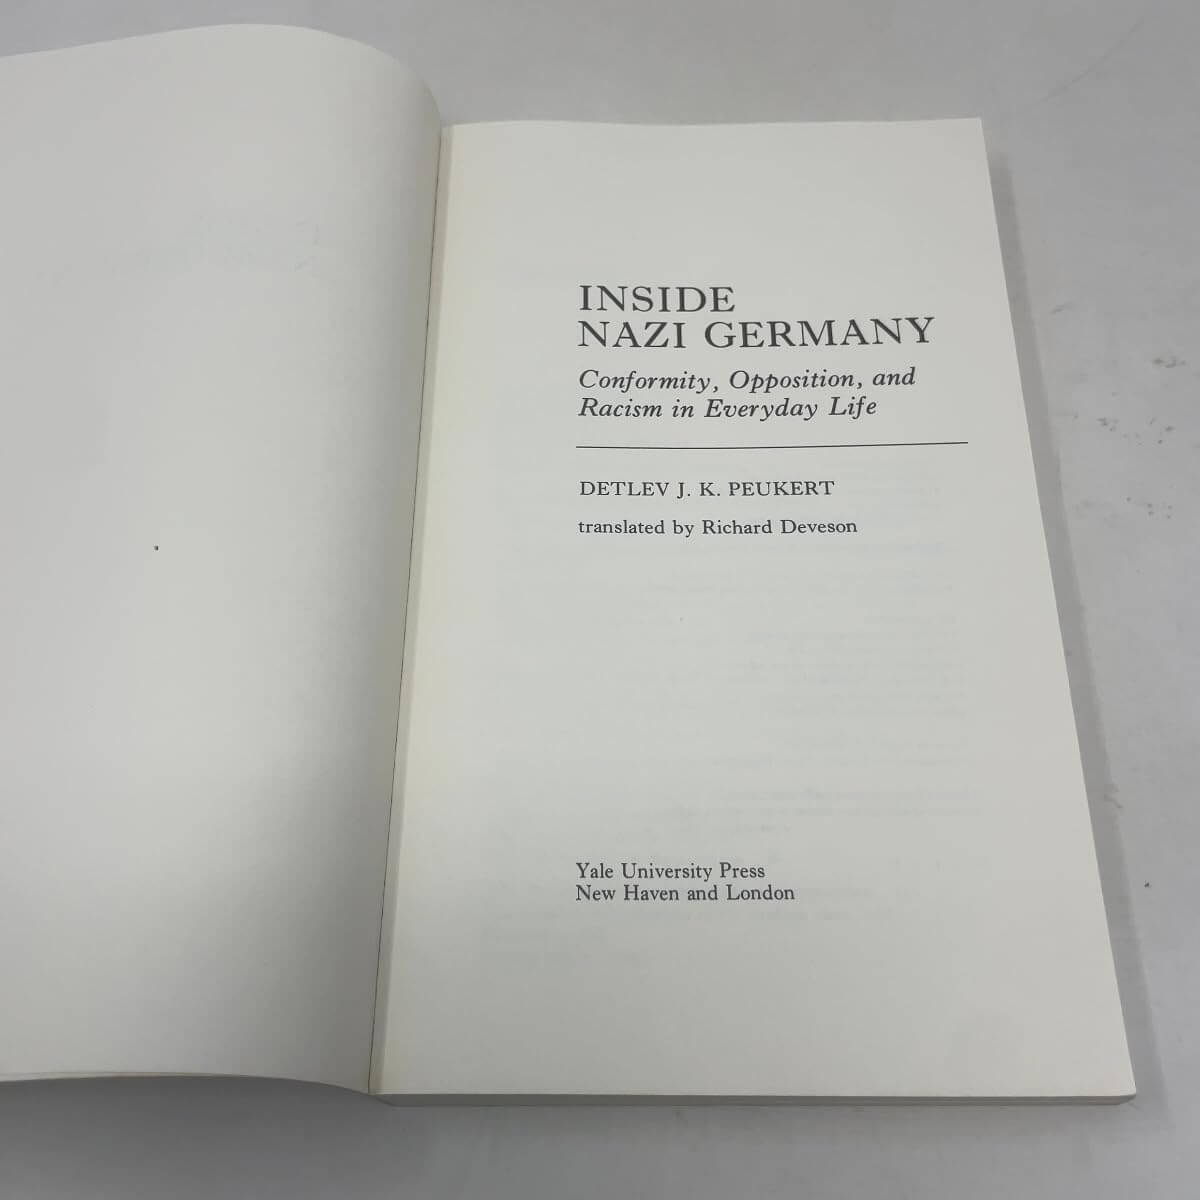 INSIDE
NAZI GERMANY
Conformity, Opposition, and
Racism in Everyday Life
DETLEV J. K. PEUKERT
translated by Richard Deveson
Yale University Press
New Haven and London